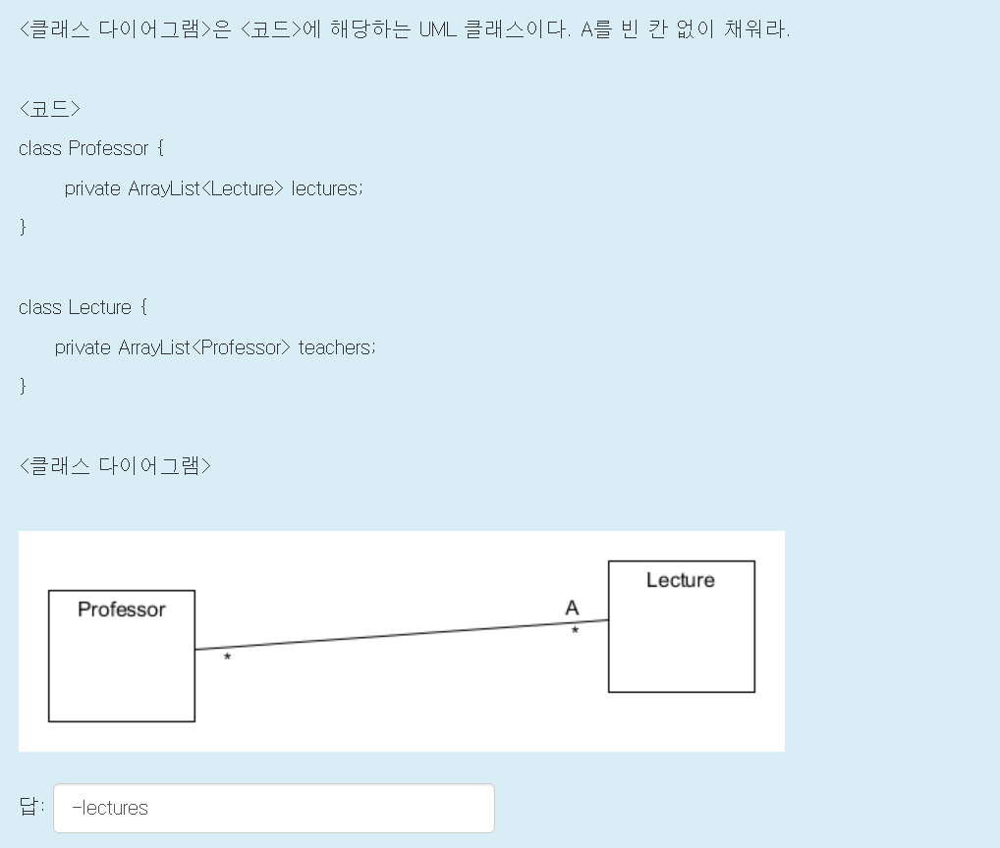 <클래스 다이어그램>은 <코드>에 해당하는 UML 클래스이다. A를 빈 칸 없이 채워라.
<코드>
class Professor {
private ArrayList<Lecture> lectures;
}
class Lecture {
private ArrayList<Professor> teachers;
}
<클래스 다이어그램>
Lecture
Professor
A
*
*
답: -lectures